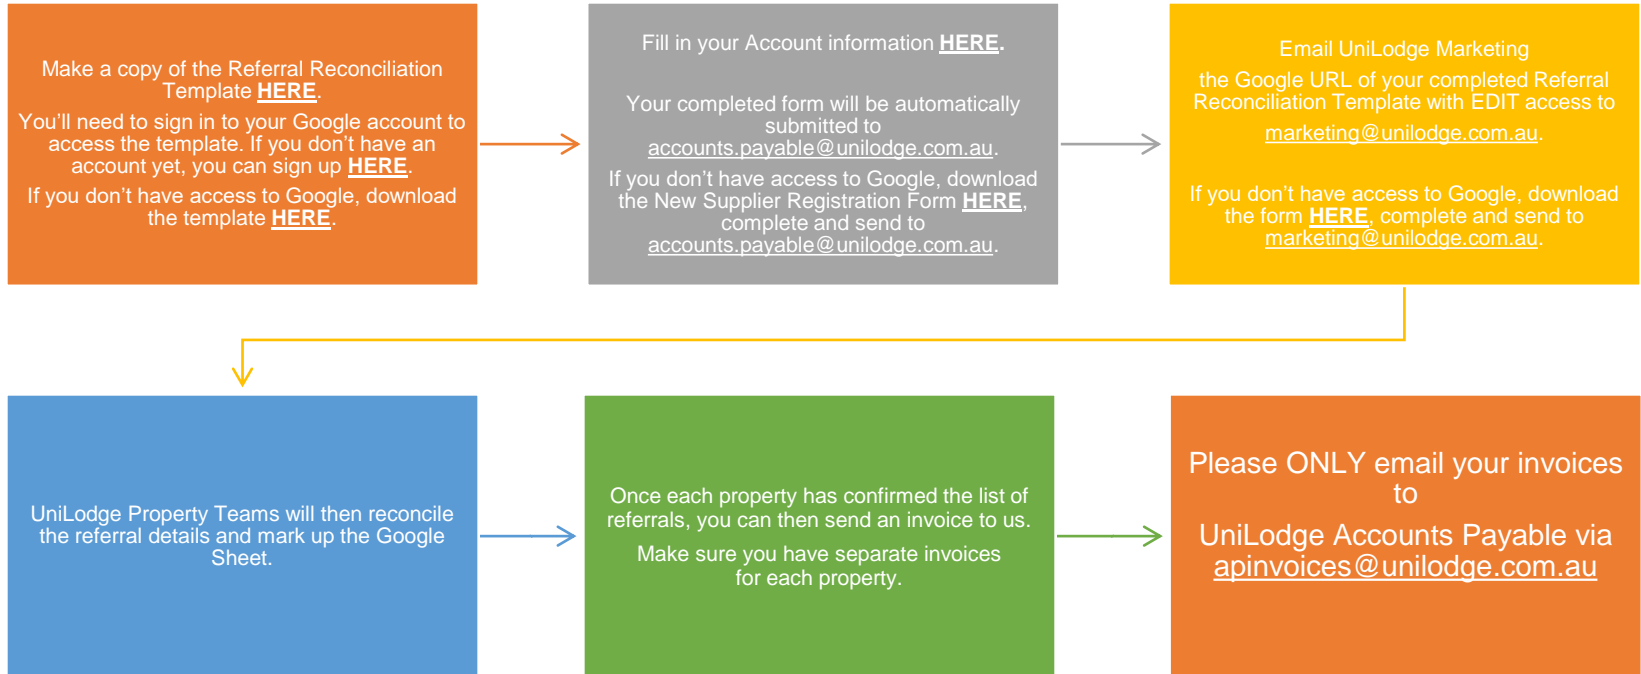 Make a copy of the Referral Reconciliation
Template HERE.
You'll need to sign in to your Google account to
access the template. If you don't have an
account yet, you can sign up HERE.
If you don't have access to Google, download
the template HERE.
Fill in your Account information HERE.
Your completed form will be automatically
submitted to
accounts.payable@unilodge.com.au.
If you don't have access to Google, download
the New Supplier Registration Form HERE,
complete and send to
accounts.payable@unilodge.com.au.
Email UniLodge Marketing
the Google URL of your completed Referral
Reconciliation Template with EDIT access to
marketing@unilodge.com.au.
If you don't have access to Google, download
the form HERE, complete and send to
marketing@unilodge.com.au.
UniLodge Property Teams will then reconcile
the referral details and mark up the Google
Sheet.
Once each property has confirmed the list of
referrals, you can then send an invoice to us.
Make sure you have separate invoices
for each property.
Please ONLY email your invoices
to
UniLodge Accounts Payable via
apinvoices@unilodge.com.au